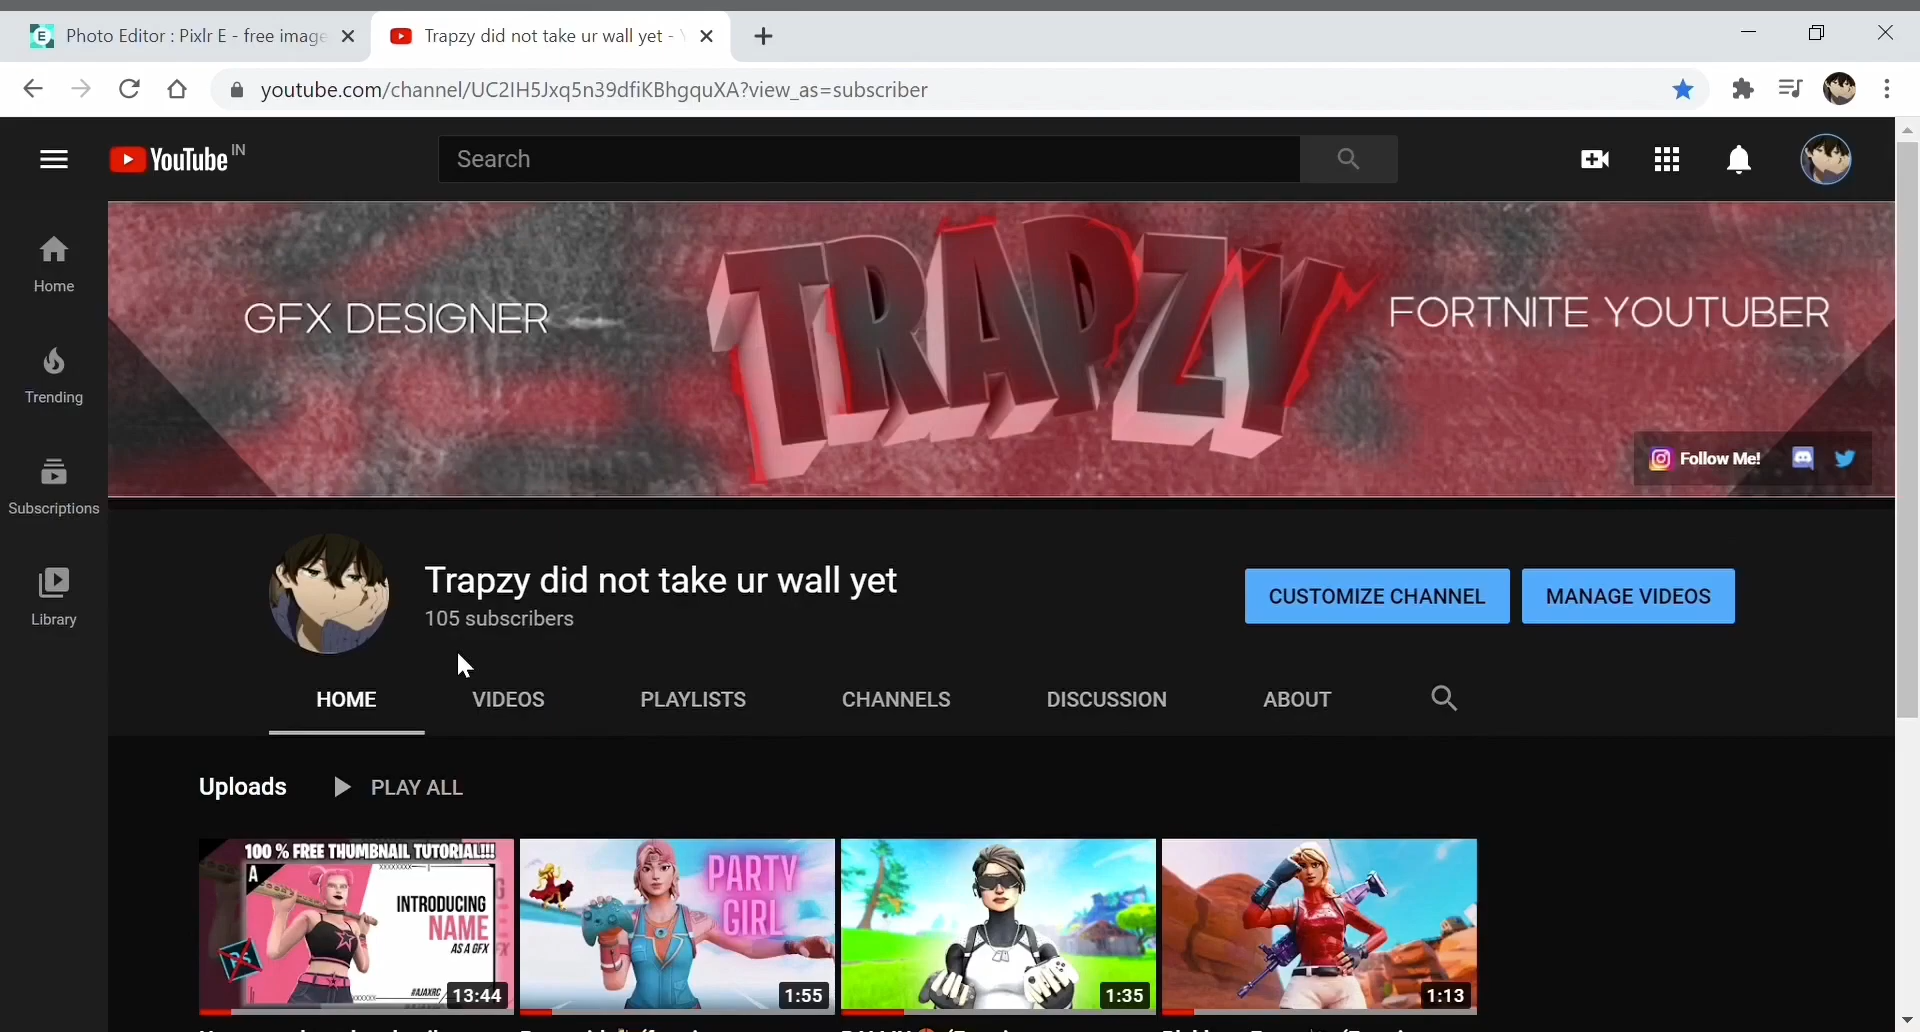 Photo Editor : Pixlr E - free image
Trapzy did not take ur wall yet -
youtube.com/channel/UC2IH5Jxq5n39dfiKBhgquXA?view_as=subscriber
YouTube IN
Search
Home
Trending
Subscriptions
Library
GFX DESIGNER
TRAPZY
FORTNITE YOUTUBER
Follow Me!
Trapzy did not take ur wall yet
105 subscribers
CUSTOMIZE CHANNEL
MANAGE VIDEOS
HOME
VIDEOS
PLAYLISTS
CHANNELS
DISCUSSION
ABOUT
Uploads
PLAY ALL
100 % FREE THUMBNAIL TUTORIAL!!!
A
INTRODUCING
NAME
AS A GFX
#AJAXRC
13:44
PARTY
GIRL
1:55
1:35
1:13